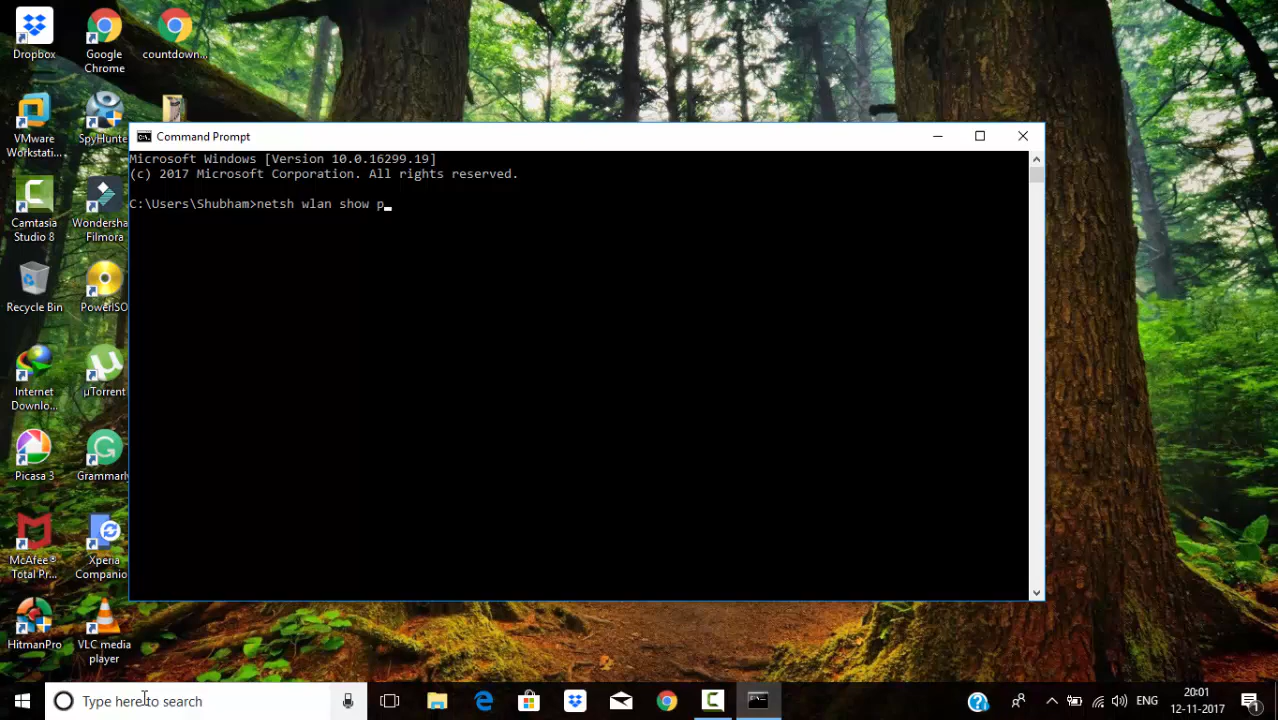 Dropbox
Google
Chrome
countdown...
VMware
Workstati...
SpyHunte
Camtasia
Studio 8
Wondersha
Filmora
Recycle Bin
PowerISO
Internet
Downlo...
µTorrent
Picasa 3
Grammarl
McAfee®
Total Pr...
Xperia
Companio
HitmanPro
VLC media
player
Command Prompt
Microsoft Windows [Version 10.0.16299.19]
(c) 2017 Microsoft Corporation. All rights reserved.
C:\Users\Shubham>netsh wlan show p
Type here to search
ENG
20:01
12-11-2017
1